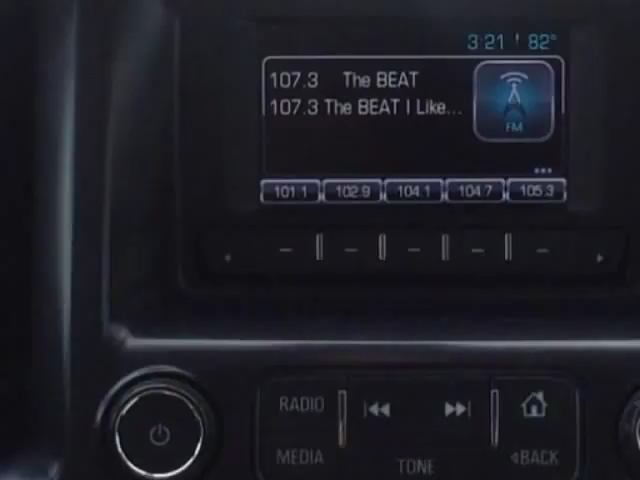 3:21 82°
107.3 The BEAT
107.3 The BEAT I Like...
FM
101.1 102.9 104.1 104.7 105.3
RADIO
MEDIA
TONE
BACK